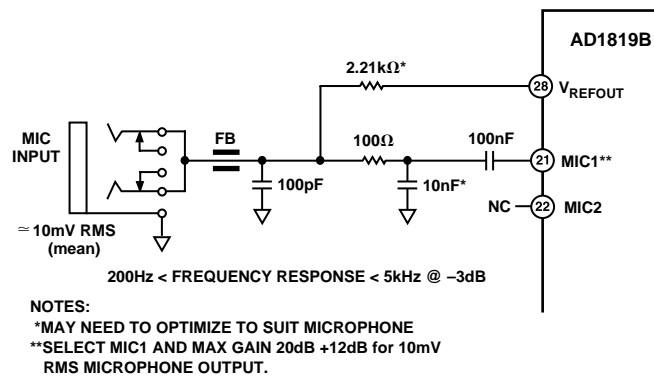 AD1819B
2.21kΩ*
28 VREFOUT
MIC
INPUT
FB
100Ω
100nF
21 MIC1**
100pF
10nF*
NC 22 MIC2
≃10mV RMS
(mean)
200Hz < FREQUENCY RESPONSE < 5kHz @ –3dB
NOTES:
*MAY NEED TO OPTIMIZE TO SUIT MICROPHONE
**SELECT MIC1 AND MAX GAIN 20dB +12dB for 10mV
RMS MICROPHONE OUTPUT.